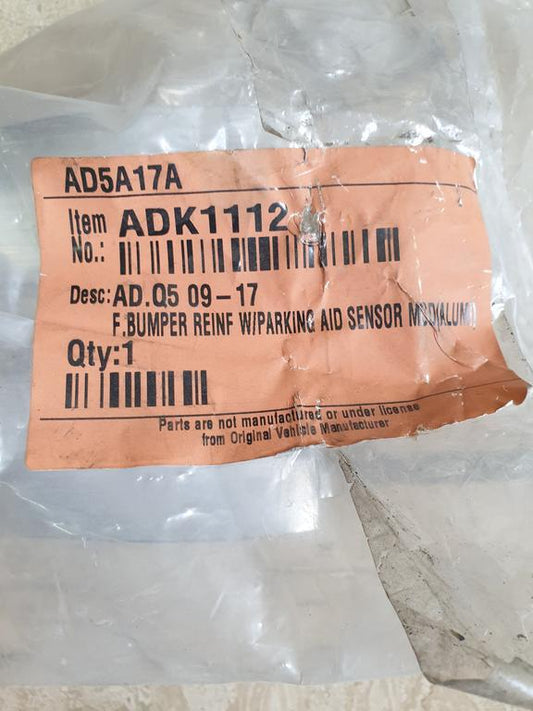 AD5A17A
Item No.: ADK1112
Desc: AD.Q5 09-17
F.BUMPER REINF W/PARKING AID SENSOR
Qty:1
Parts are not manufactured or under license
from Original Vehicle Manufacturer